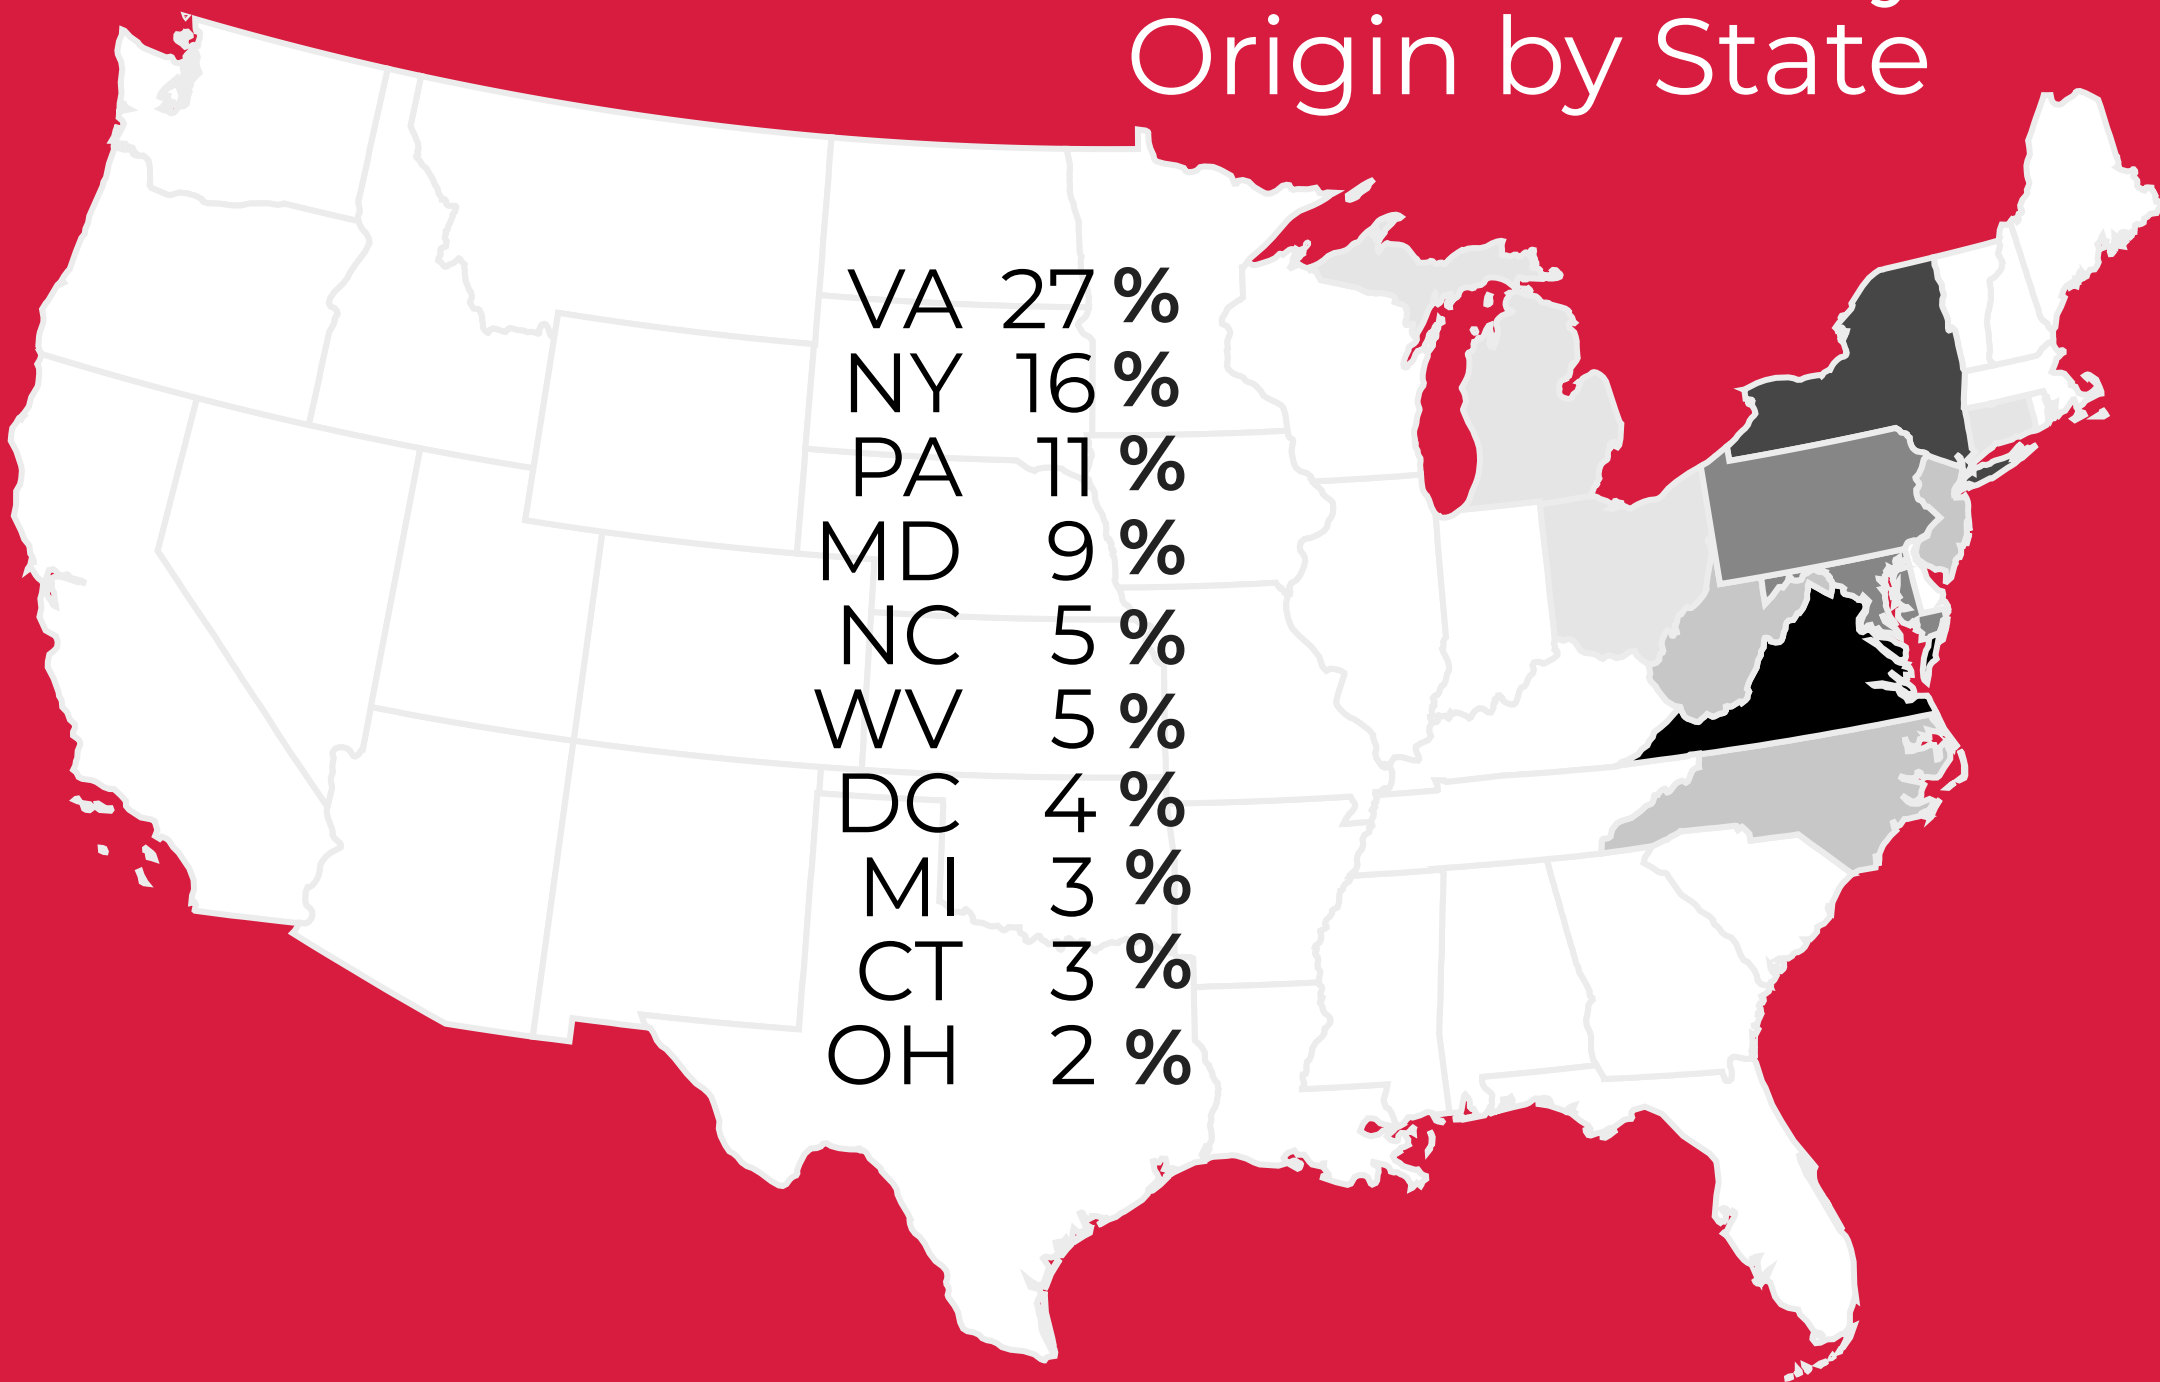 Origin by State
VA 27 %
NY 16 %
PA 11 %
MD 9 %
NC 5 %
WV 5 %
DC 4 %
MI 3 %
CT 3 %
OH 2 %